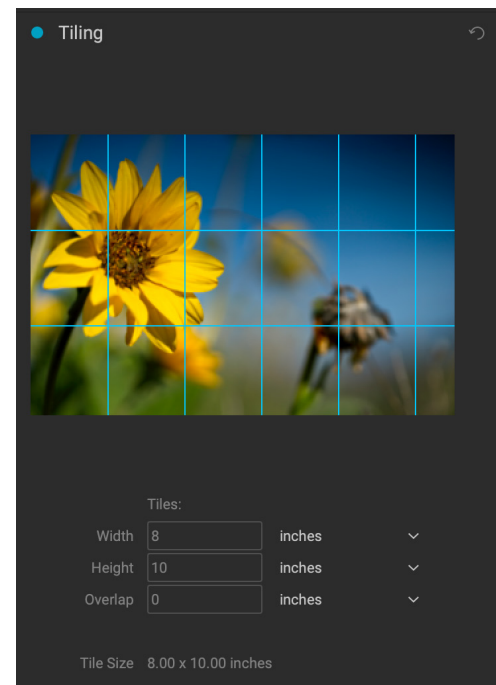 Tiling
Tiles:
Width 8 inches
Height 10 inches
Overlap 0 inches
Tile Size 8.00 x 10.00 inches